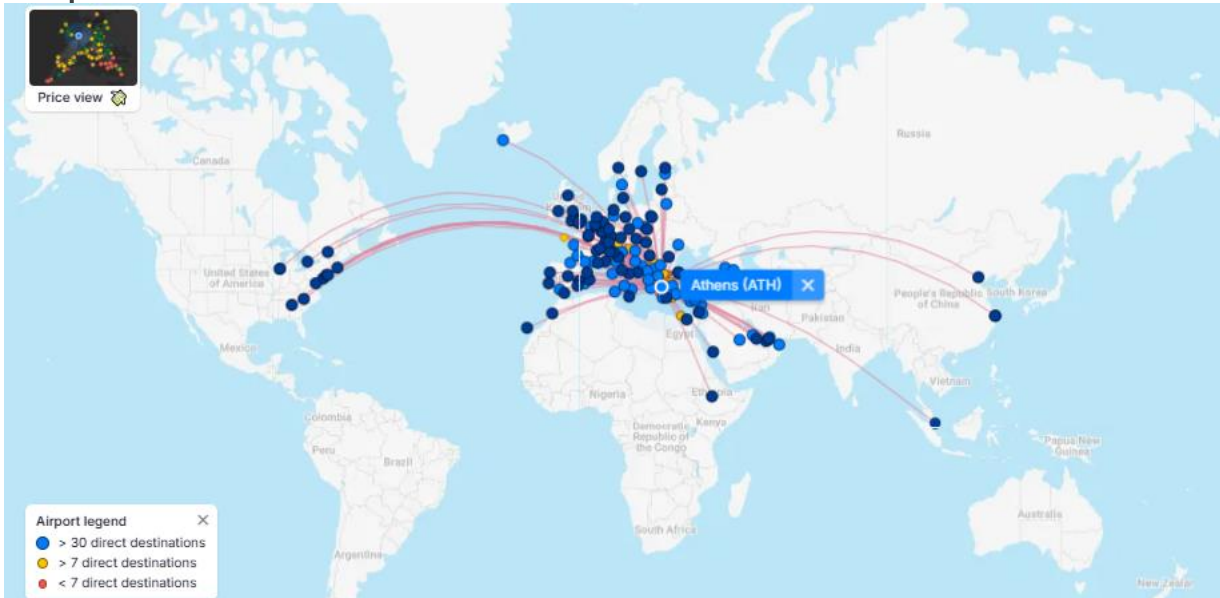 Price view
Russia
Canada
United States
of America
People's Republic
of China
South Korea
Iran
Pakistan
Athens (ATH)
Mexico
Egypt
India
Vietnam
Nigeria
Ethiopia
Colombia
Democratic
Republic of
the Congo
Kenya
Peru
Brazil
Papua New
Guinea
Australia
South Africa
Argentina
New Zealand
Airport legend
> 30 direct destinations
> 7 direct destinations
< 7 direct destinations